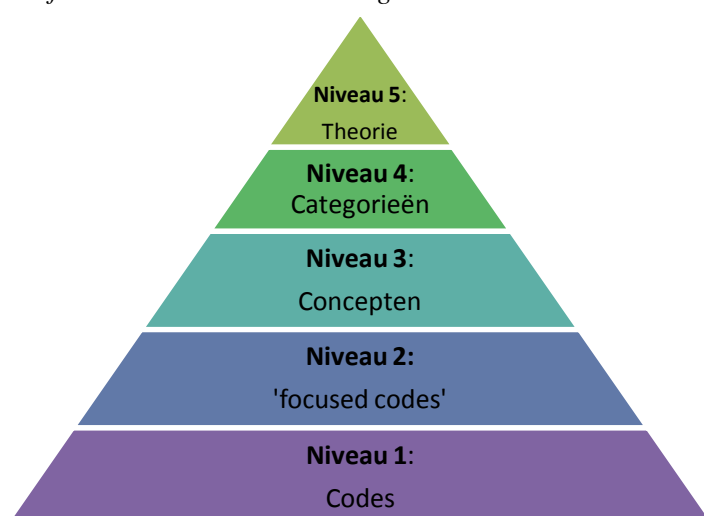 Niveau 5:
Theorie
Niveau 4:
Categorieën
Niveau 3:
Concepten
Niveau 2:
'focused codes'
Niveau 1:
Codes